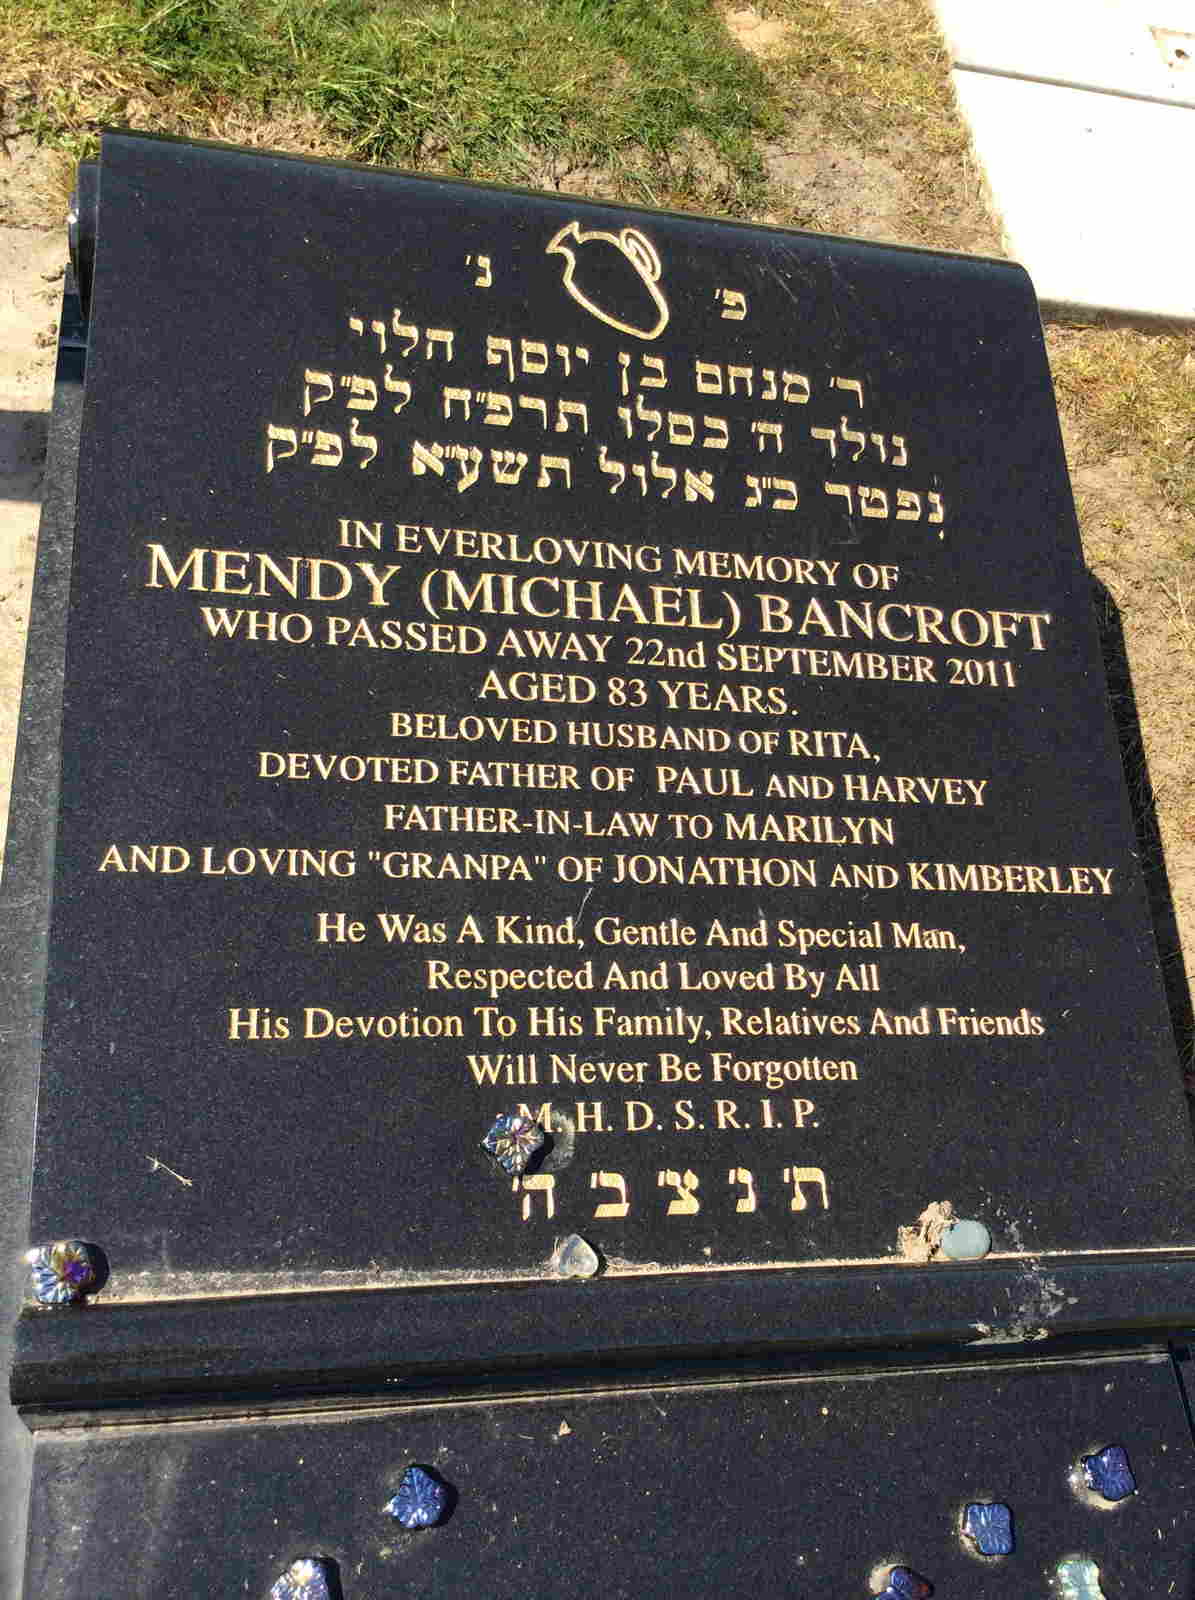 פ' נ'
ר' מנחם בן יוסף הלוי
נולד ה' כסלו תרפ"ח לפ"ק
נפטר כ"ג אלול תשע"א לפ"ק
IN EVERLOVING MEMORY OF
MENDY (MICHAEL) BANCROFT
WHO PASSED AWAY 22nd SEPTEMBER 2011
AGED 83 YEARS.
BELOVED HUSBAND OF RITA,
DEVOTED FATHER OF PAUL AND HARVEY
FATHER-IN-LAW TO MARILYN
AND LOVING "GRANPA" OF JONATHON AND KIMBERLEY
He Was A Kind, Gentle And Special Man,
Respected And Loved By All
His Devotion To His Family, Relatives And Friends
Will Never Be Forgotten
M. H. D. S. R. I. P.
ת' נ' צ' ב' ה'